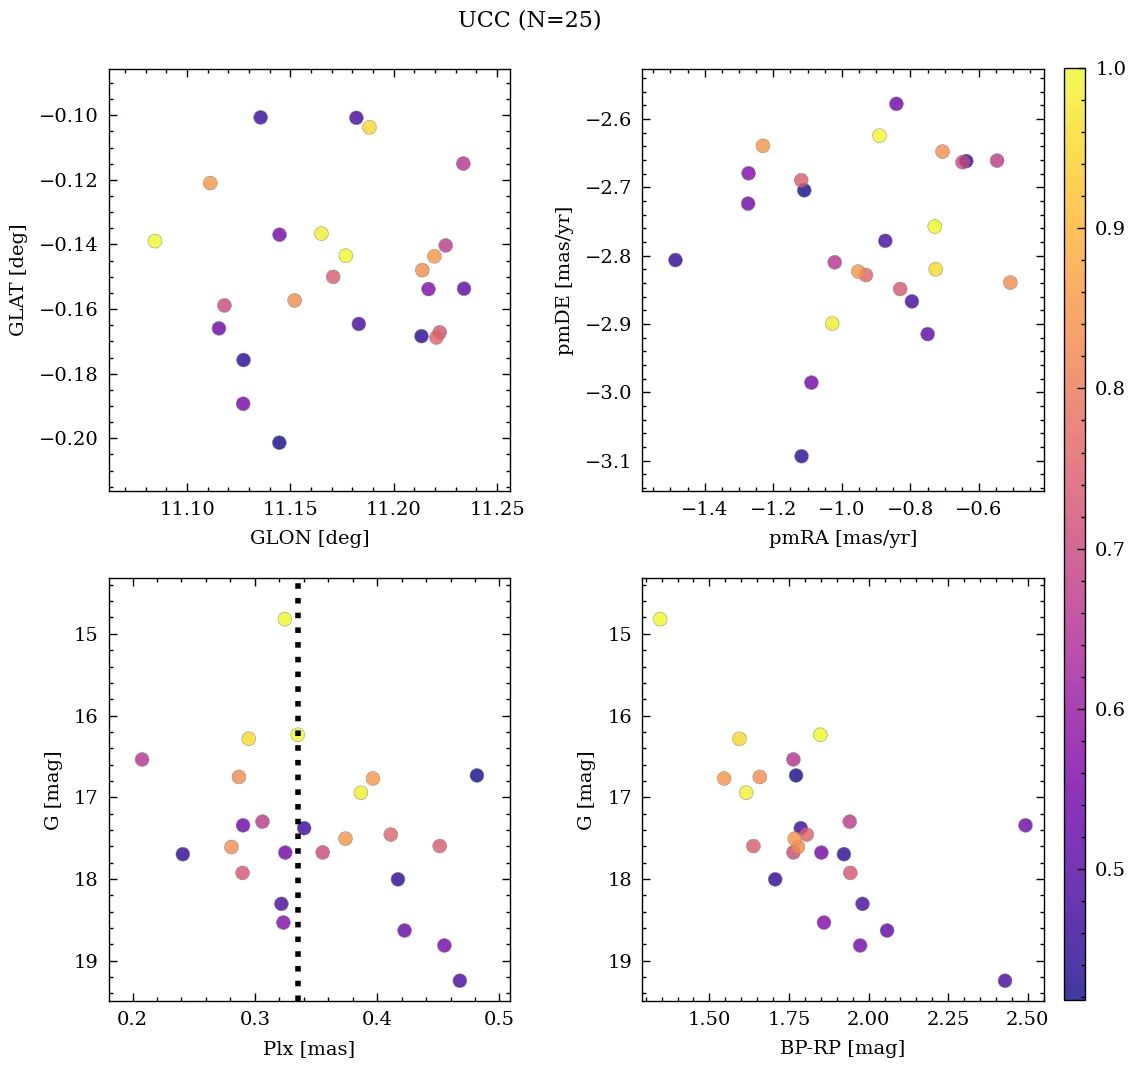 UCC (N=25)
−0.10
−0.12
−0.14
−0.16
−0.18
−0.20
GLAT [deg]
11.10 11.15 11.20 11.25
GLON [deg]
−2.6
−2.7
−2.8
−2.9
−3.0
−3.1
pmDE [mas/yr]
−1.4 −1.2 −1.0 −0.8 −0.6
pmRA [mas/yr]
15
16
17
18
19
G [mag]
0.2 0.3 0.4 0.5
Plx [mas]
15
16
17
18
19
G [mag]
1.50 1.75 2.00 2.25 2.50
BP-RP [mag]
1.0
0.9
0.8
0.7
0.6
0.5